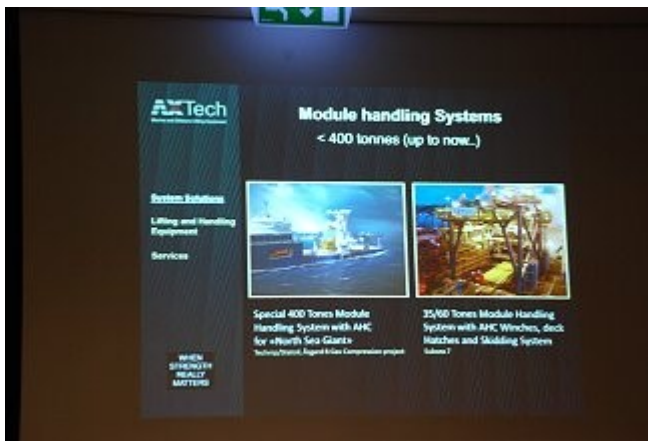 AXTech
Module handling Systems
< 400 tonnes (up to now..)
System Solutions
Lifting and Handling
Equipment
Services
Special 400 Tones Module
Handling System with AHC
for «North Sea Giant»
35/60 Tones Module Handling
System with AHC Winches, deck
Hatches and Skidding System
Subsea 7
WHEN
STRENGTH
REALLY
MATTERS